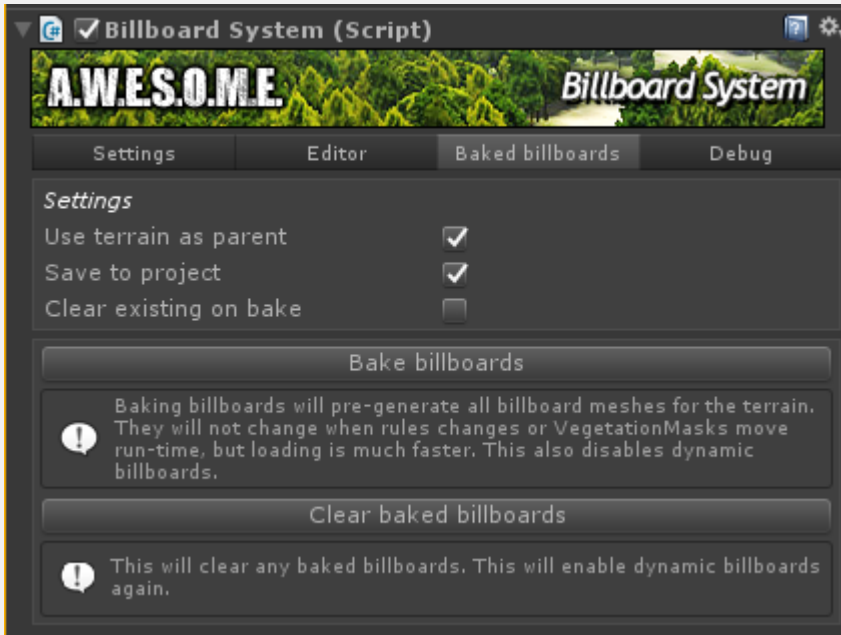 Billboard System (Script)
A.W.E.S.O.M.E. Billboard System
Settings Editor Baked billboards Debug
Settings
Use terrain as parent
Save to project
Clear existing on bake
Bake billboards
Baking billboards will pre-generate all billboard meshes for the terrain.
They will not change when rules changes or VegetationMasks move
run-time, but loading is much faster. This also disables dynamic
billboards.
Clear baked billboards
This will clear any baked billboards. This will enable dynamic billboards
again.